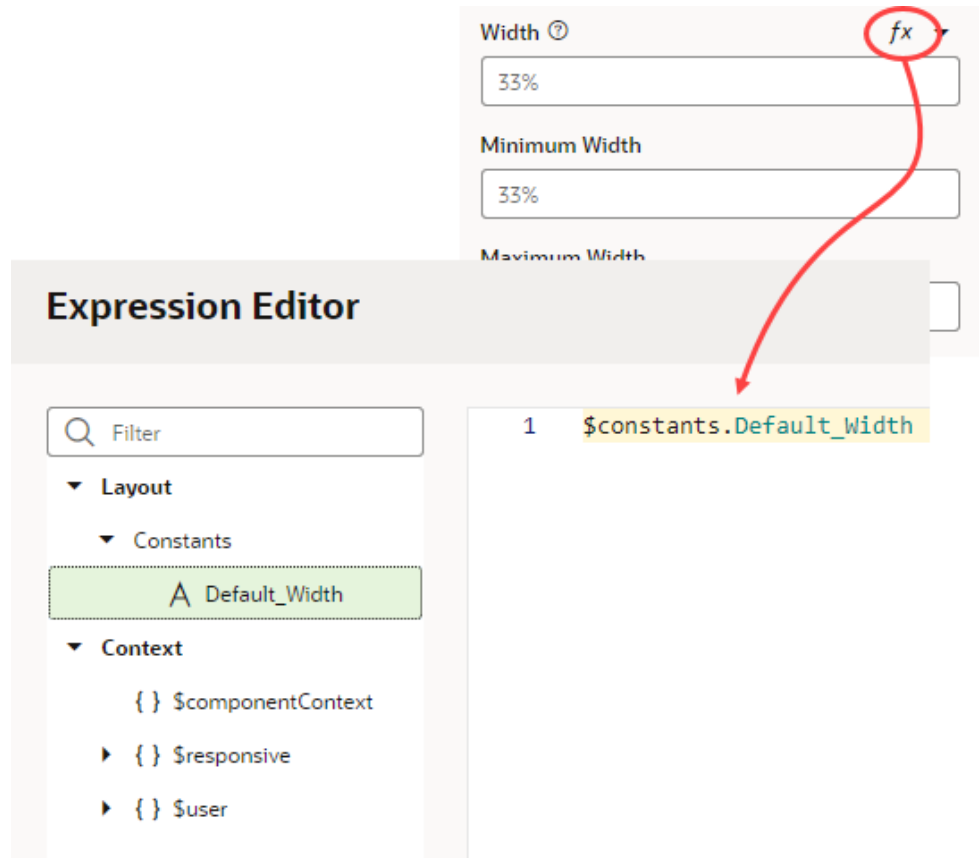 Width ? fx
33%
Minimum Width
33%
Maximum Width
Expression Editor
Filter
1 $constants.Default_Width
Layout
Constants
A Default_Width
Context
{ } $componentContext
{ } $responsive
{ } $user